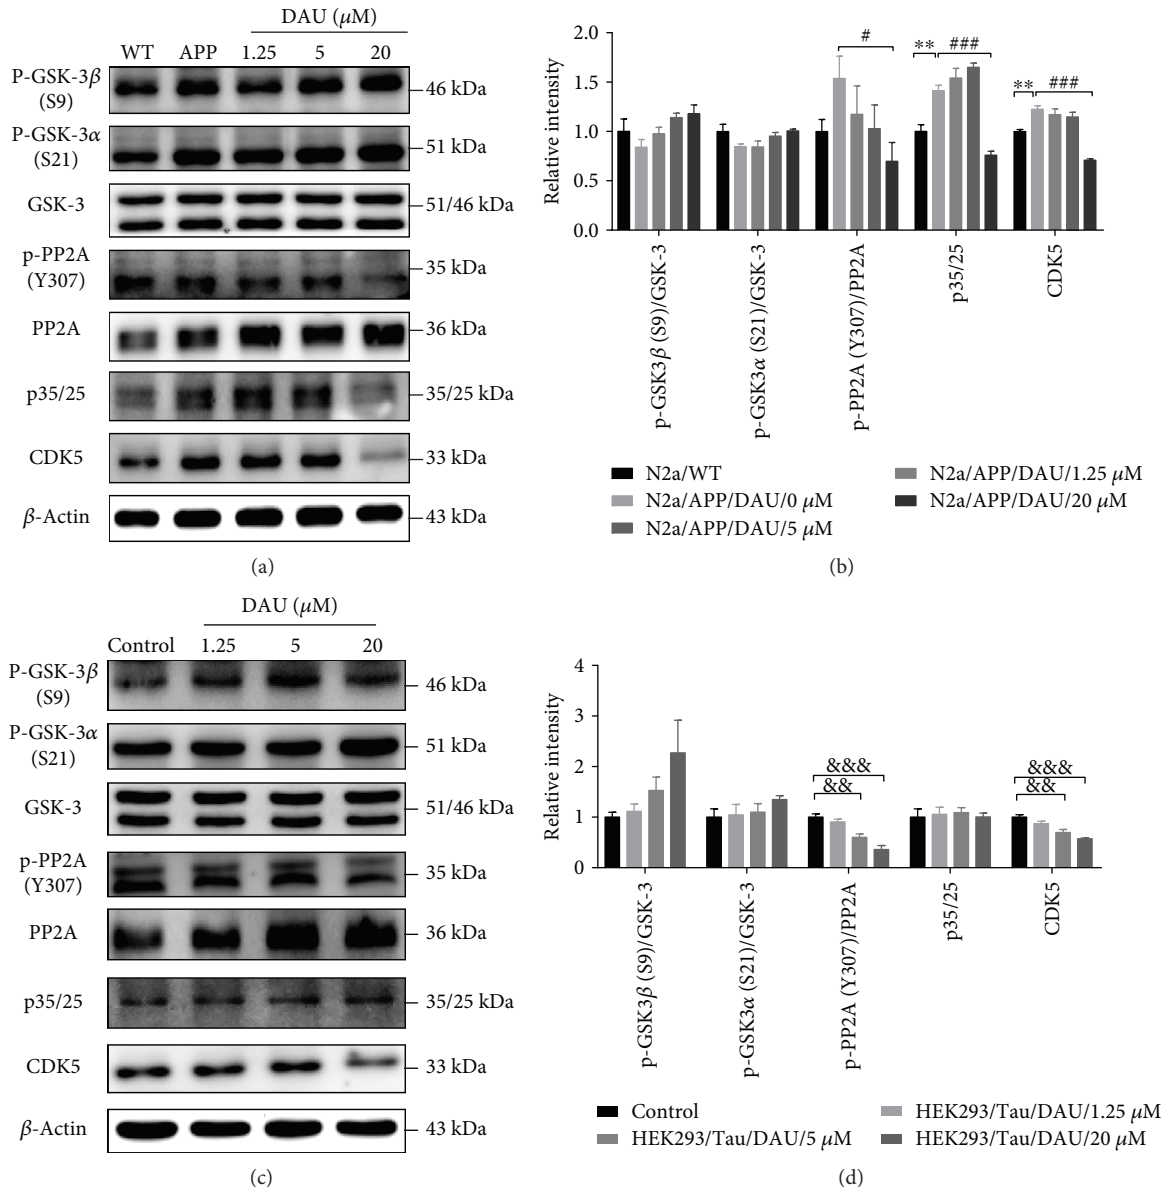 DAU (μM)
WT APP 1.25 5 20
P-GSK-3β
(S9)
46 kDa
P-GSK-3α
(S21)
51 kDa
GSK-3
51/46 kDa
p-PP2A
(Y307)
35 kDa
PP2A
36 kDa
p35/25
35/25 kDa
CDK5
33 kDa
β-Actin
43 kDa
(a)
Relative intensity
2.0
1.5
1.0
0.5
0.0
#
** ###
** ###
p-GSK3β (S9)/GSK-3
p-GSK3α (S21)/GSK-3
p-PP2A (Y307)/PP2A
p35/25
CDK5
N2a/WT
N2a/APP/DAU/0 μM
N2a/APP/DAU/5 μM
N2a/APP/DAU/1.25 μM
N2a/APP/DAU/20 μM
(b)
DAU (μM)
Control 1.25 5 20
P-GSK-3β
(S9)
46 kDa
P-GSK-3α
(S21)
51 kDa
GSK-3
51/46 kDa
p-PP2A
(Y307)
35 kDa
PP2A
36 kDa
p35/25
35/25 kDa
CDK5
33 kDa
β-Actin
43 kDa
(c)
Relative intensity
4
3
2
1
0
&&&
&&
&&&
&&
p-GSK3β (S9)/GSK-3
p-GSK3α (S21)/GSK-3
p-PP2A (Y307)/PP2A
p35/25
CDK5
Control
HEK293/Tau/DAU/5 μM
HEK293/Tau/DAU/1.25 μM
HEK293/Tau/DAU/20 μM
(d)